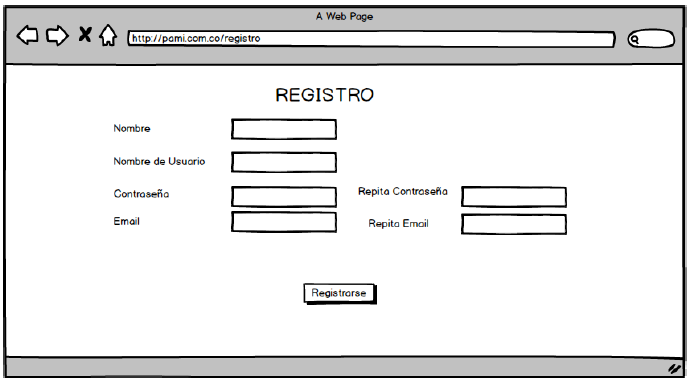 A Web Page
http://pami.com.co/registro
REGISTRO
Nombre
Nombre de Usuario
Contraseña
Repita Contraseña
Email
Repita Email
Registrarse